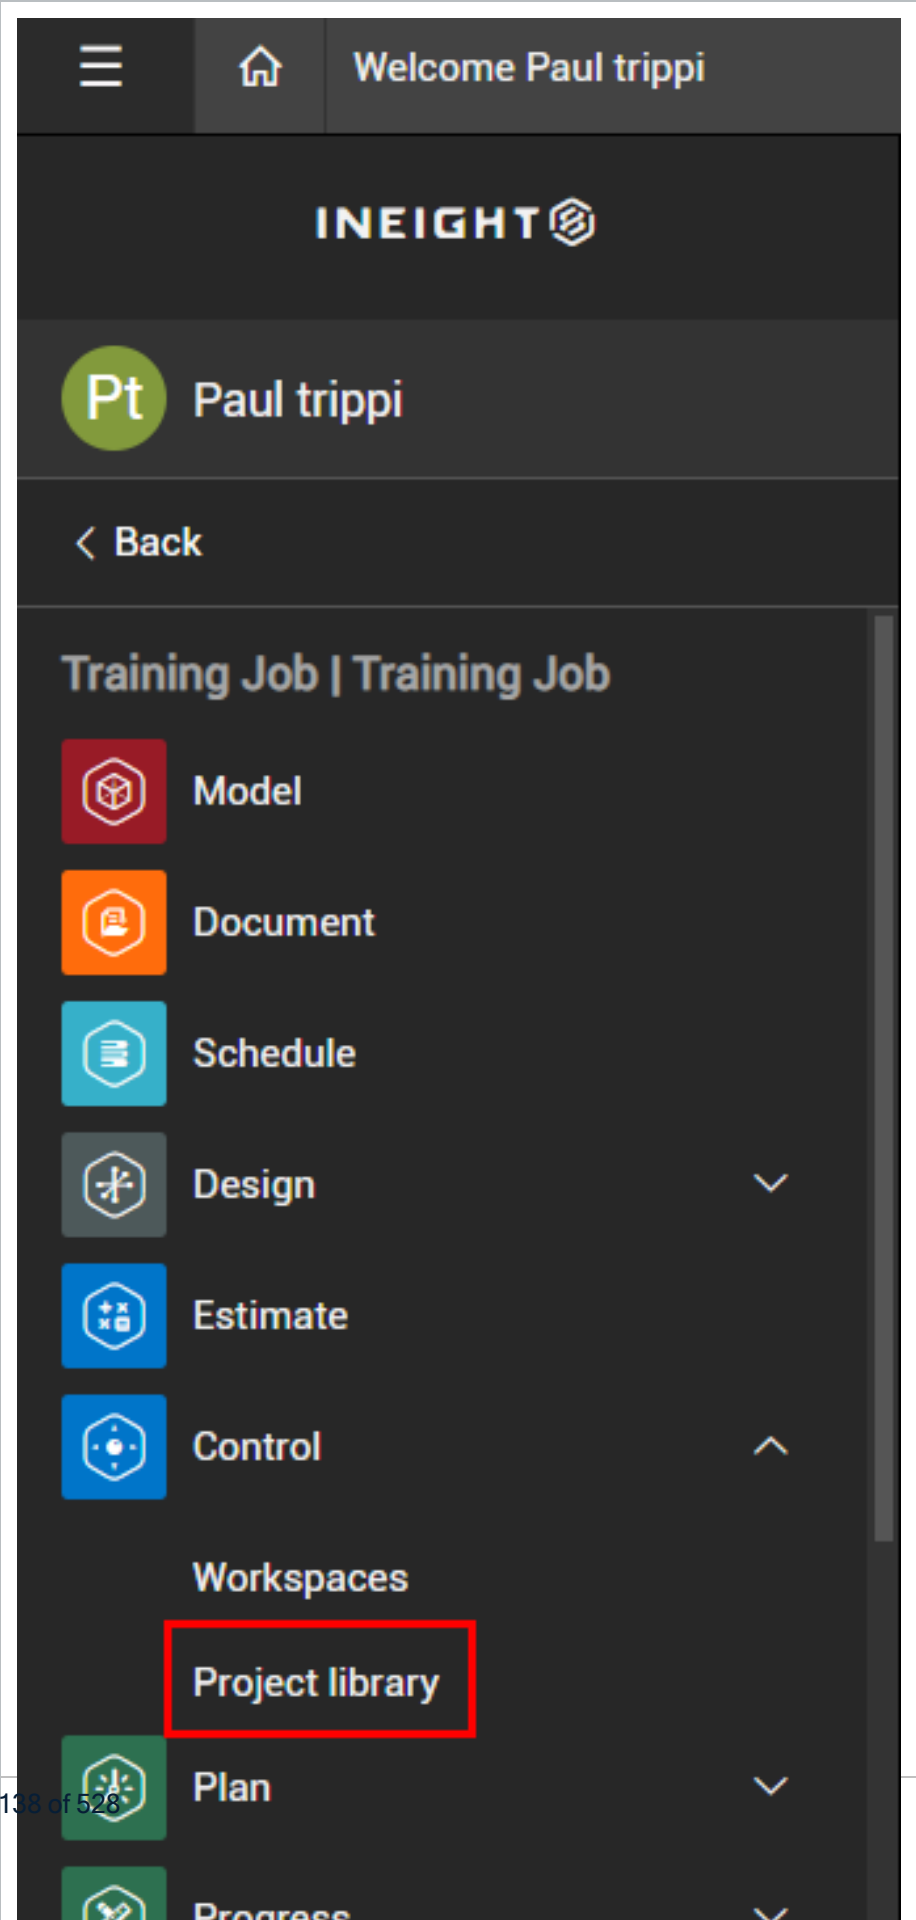 Welcome Paul trippi
INEIGHT
Pt
Paul trippi
Back
Training Job | Training Job
Model
Document
Schedule
Design
Estimate
Control
Workspaces
Project library
Plan
138 of 528
Progress